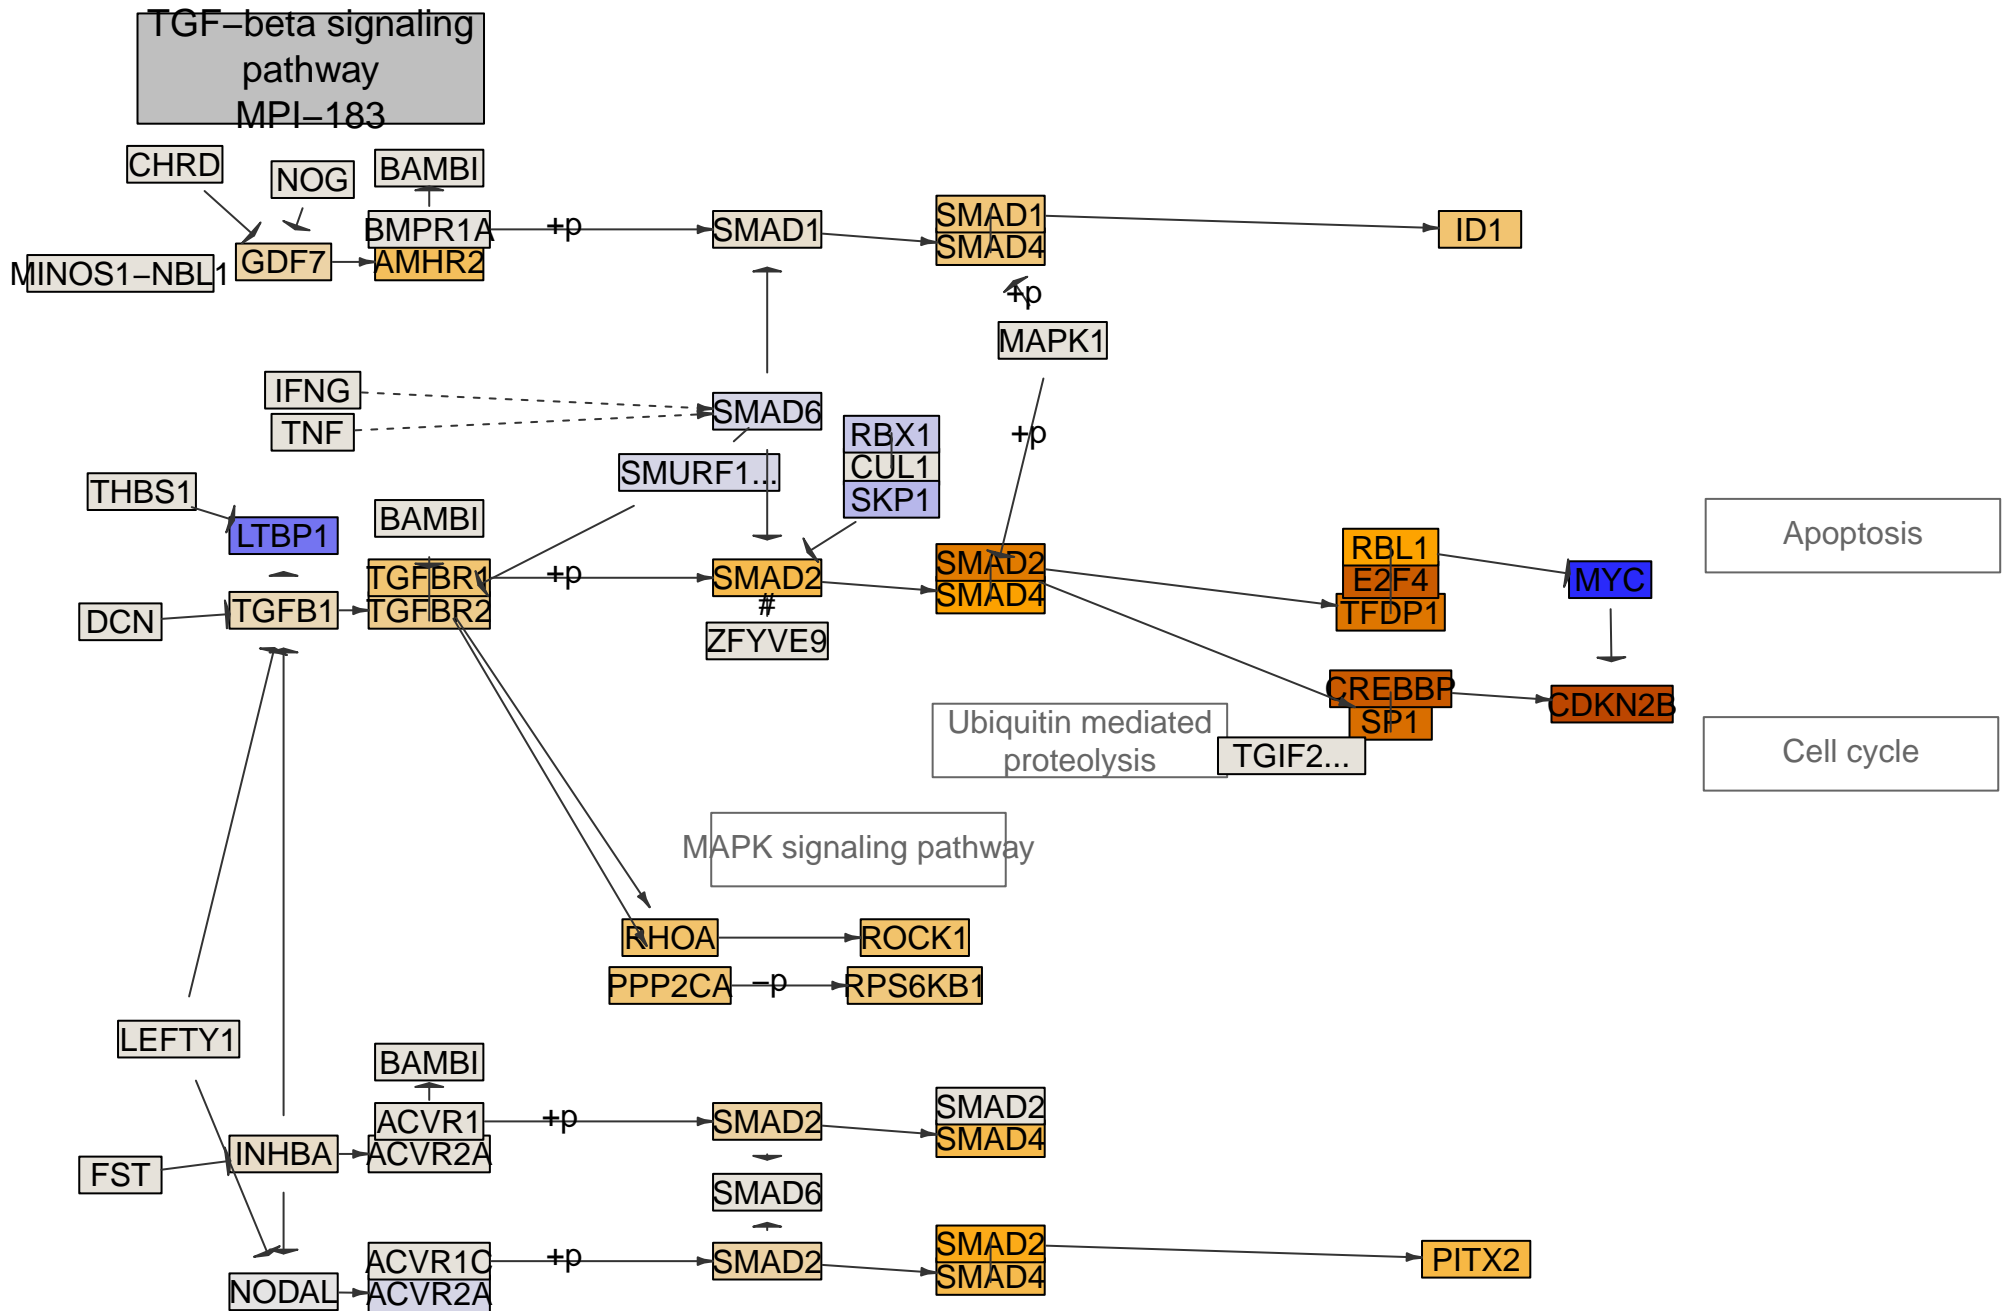 TGF−beta signaling
pathway
MPI−183
CHRD
NOG
BAMBI
BMPR1A
+p
SMAD1
SMAD1
SMAD4
ID1
MINOS1−NBL1
GDF7
AMHR2
+p
MAPK1
IFNG
TNF
SMAD6
RBX1
CUL1
SKP1
+p
SMURF1...
THBS1
LTBP1
BAMBI
TGFBR1
TGFBR2
+p
SMAD2
#
ZFYVE9
SMAD2
SMAD4
RBL1
E2F4
TFDP1
MYC
Apoptosis
DCN
TGFB1
CREBBP
SP1
CDKN2B
Ubiquitin mediated
proteolysis
TGIF2...
Cell cycle
MAPK signaling pathway
RHOA
ROCK1
PPP2CA
−p
RPS6KB1
LEFTY1
BAMBI
ACVR1
ACVR2A
+p
SMAD2
SMAD2
SMAD4
INHBA
FST
SMAD6
ACVR1C
ACVR2A
+p
SMAD2
SMAD2
SMAD4
PITX2
NODAL